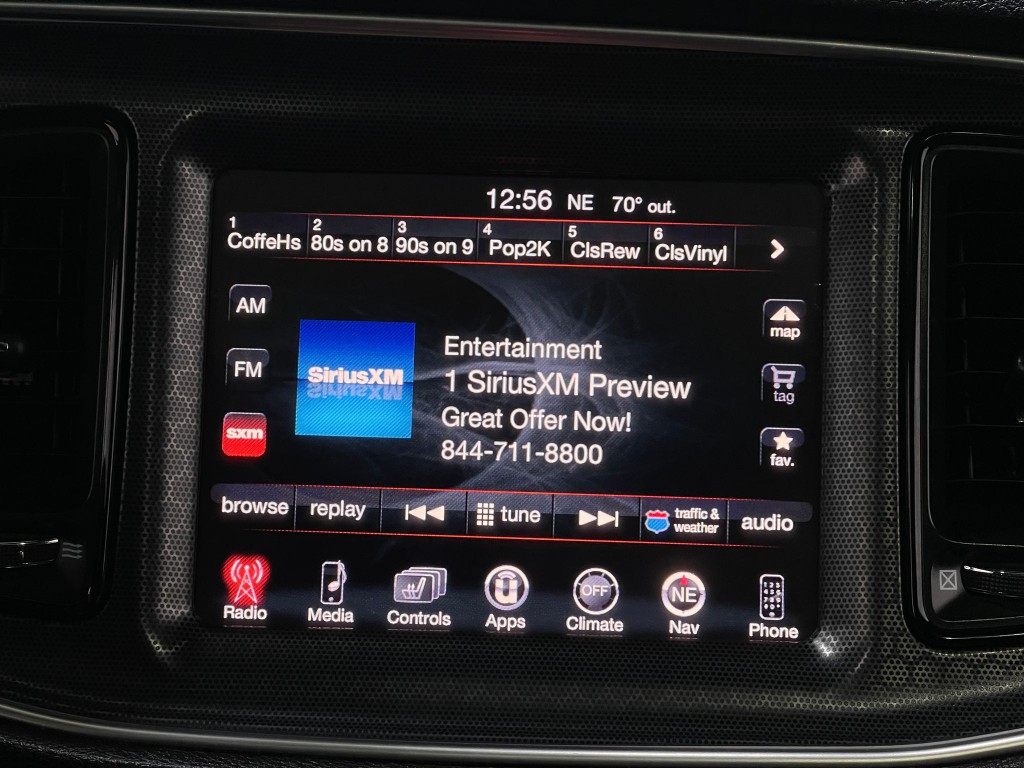 12:56 NE 70° out.
1 CoffeHs 2 80s on 8 3 90s on 9 4 Pop2K 5 ClsRew 6 ClsVinyl
AM
map
SiriusXM
Entertainment
FM
1 SiriusXM Preview
tag
Great Offer Now!
sxm
844-711-8800
fav.
browse replay tune traffic & weather audio
OFF
NE
Radio Media Controls Apps Climate Nav Phone